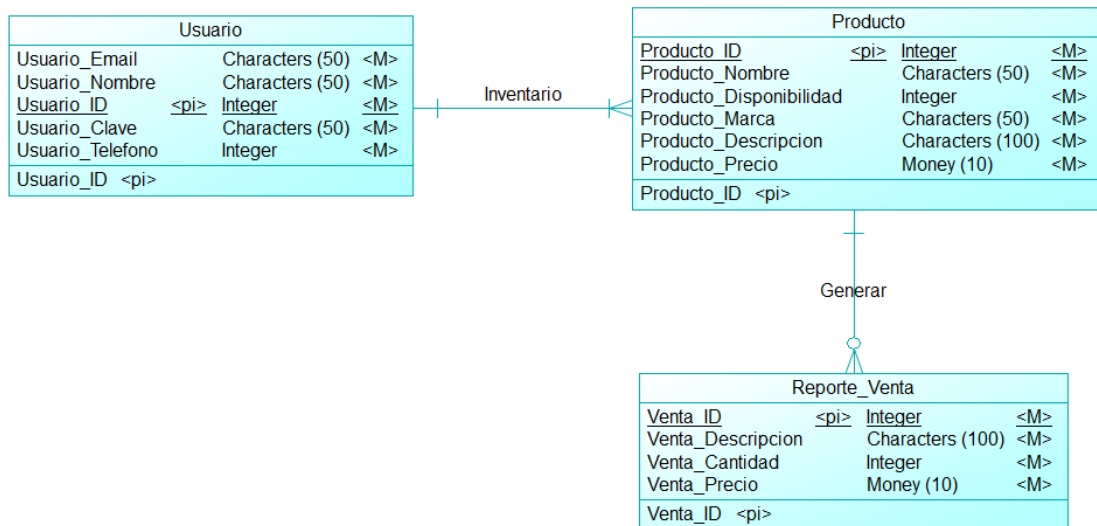 Usuario
Usuario_Email Characters (50) <M>
Usuario_Nombre Characters (50) <M>
Usuario_ID <pi> Integer <M>
Usuario_Clave Characters (50) <M>
Usuario_Telefono Integer <M>
Usuario_ID <pi>
Inventario
Producto
Producto_ID <pi> Integer <M>
Producto_Nombre Characters (50) <M>
Producto_Disponibilidad Integer <M>
Producto_Marca Characters (50) <M>
Producto_Descripcion Characters (100) <M>
Producto_Precio Money (10) <M>
Producto_ID <pi>
Generar
Reporte_Venta
Venta_ID <pi> Integer <M>
Venta_Descripcion Characters (100) <M>
Venta_Cantidad Integer <M>
Venta_Precio Money (10) <M>
Venta_ID <pi>